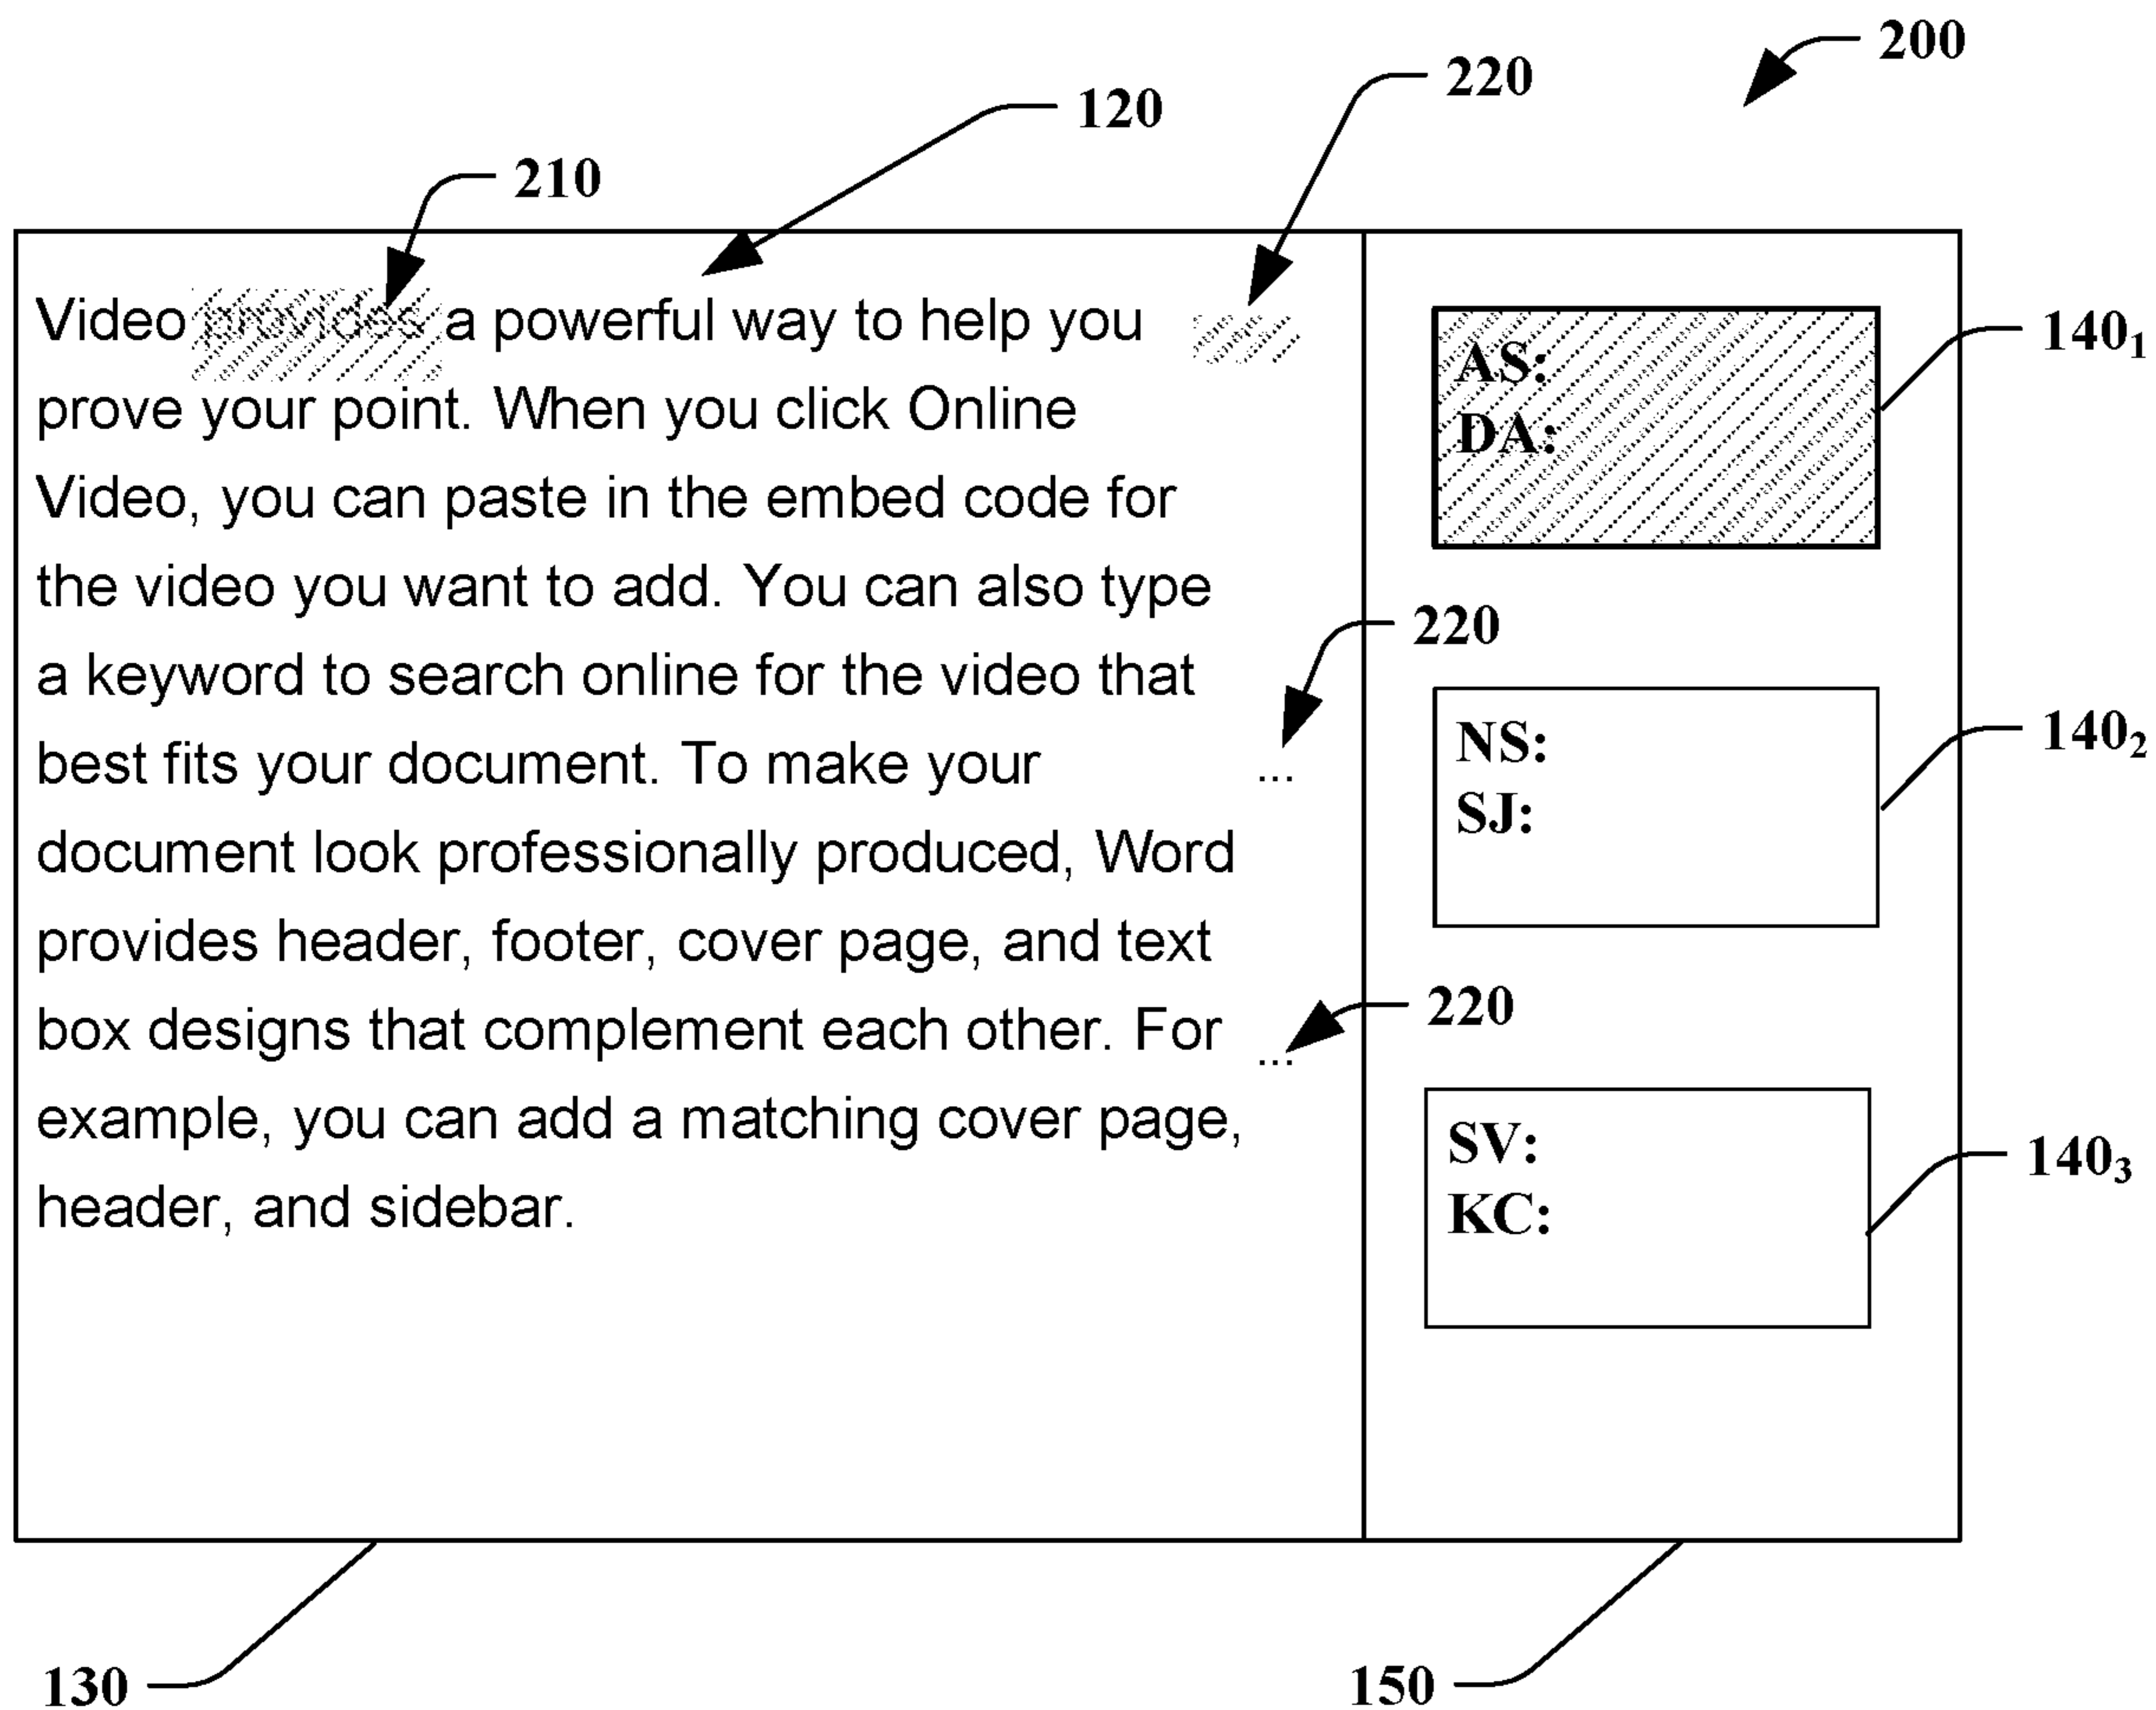 200
220
120
210
Video provides a powerful way to help you
prove your point. When you click Online
Video, you can paste in the embed code for
the video you want to add. You can also type
a keyword to search online for the video that
best fits your document. To make your
document look professionally produced, Word
provides header, footer, cover page, and text
box designs that complement each other. For
example, you can add a matching cover page,
header, and sidebar.
...
...
220
220
AS:
DA:
140₁
NS:
SJ:
140₂
SV:
KC:
140₃
130
150